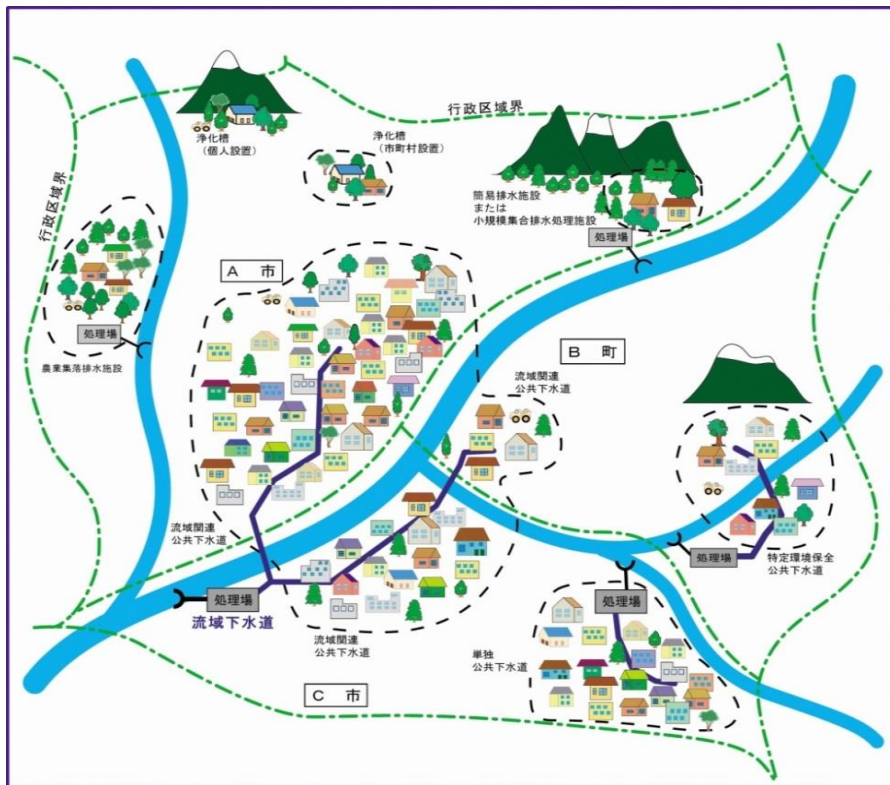 浄化槽
(個人設置)
浄化槽
(市町村設置)
行政区域界
行政区域界
簡易排水施設
または
小規模集合排水処理施設
処理場
A 市
処理場
農業集落排水施設
B 町
流域関連
公共下水道
流域関連
公共下水道
処理場
特定環境保全
公共下水道
処理場
流域下水道
処理場
流域関連
公共下水道
単独
公共下水道
C 市